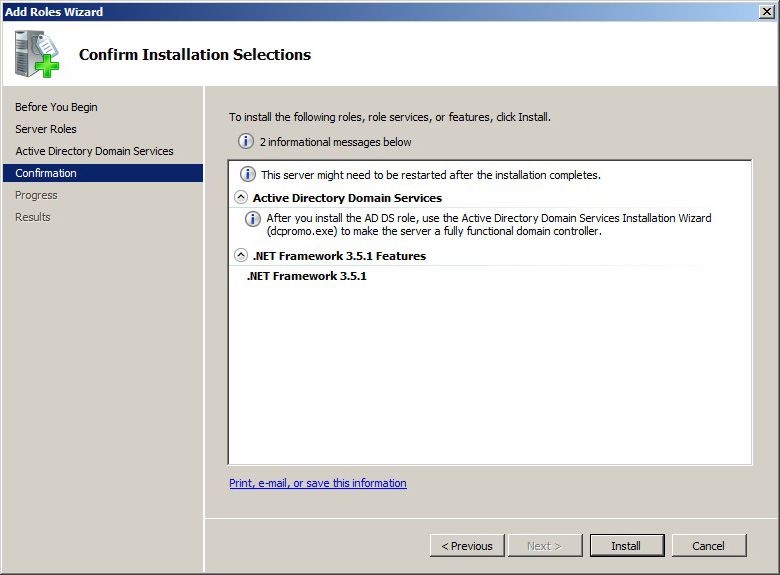 Add Roles Wizard
Confirm Installation Selections
Before You Begin
Server Roles
Active Directory Domain Services
Confirmation
Progress
Results
To install the following roles, role services, or features, click Install.
2 informational messages below
This server might need to be restarted after the installation completes.
Active Directory Domain Services
After you install the AD DS role, use the Active Directory Domain Services Installation Wizard
(dcpromo.exe) to make the server a fully functional domain controller.
.NET Framework 3.5.1 Features
.NET Framework 3.5.1
Print, e-mail, or save this information
< Previous
Next >
Install
Cancel